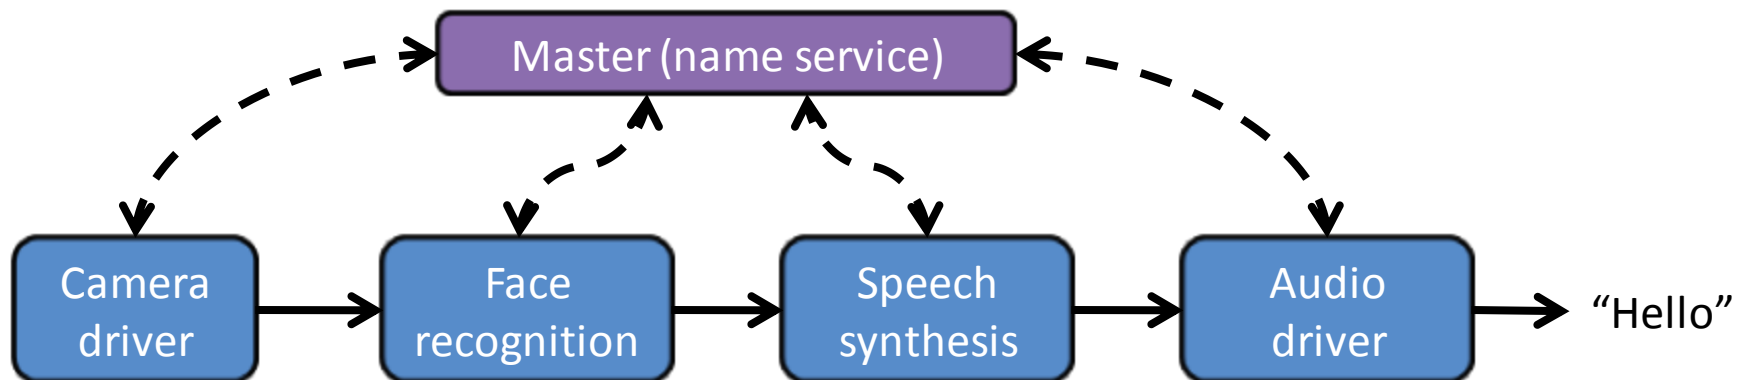 Master (name service)
Camera
driver
Face
recognition
Speech
synthesis
Audio
driver
“Hello”